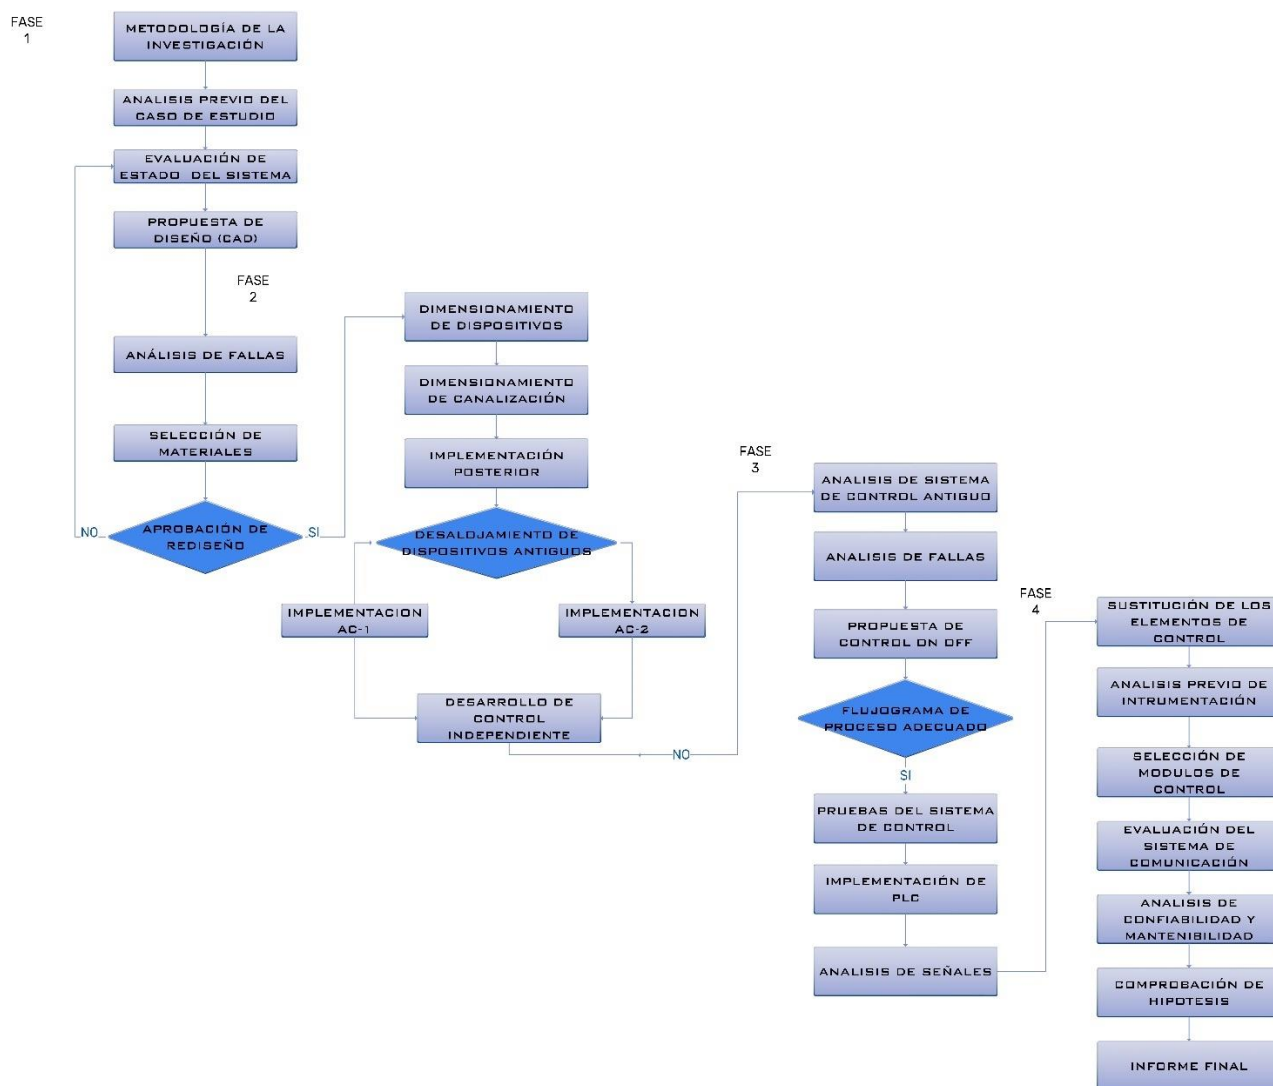 FASE
1
METODOLOGÍA DE LA
INVESTIGACIÓN
ANALISIS PREVIO DEL
CASO DE ESTUDIO
EVALUACIÓN DE
ESTADO DEL SISTEMA
PROPUESTA DE
DISEÑO (CAD)
FASE
2
ANÁLISIS DE FALLAS
SELECCIÓN DE
MATERIALES
NO
APROBACIÓN DE
REDISEÑO
SI
DIMENSIONAMIENTO
DE DISPOSITIVOS
DIMENSIONAMIENTO
DE CANALIZACIÓN
IMPLEMENTACIÓN
POSTERIOR
DESALOJAMIENTO DE
DISPOSITIVOS ANTIGUOS
IMPLEMENTACION
AC-1
IMPLEMENTACION
AC-2
DESARROLLO DE
CONTROL
INDEPENDIENTE
NO
FASE
3
ANALISIS DE SISTEMA
DE CONTROL ANTIGUO
ANALISIS DE FALLAS
PROPUESTA DE
CONTROL ON OFF
FLUJOGRAMA DE
PROCESO ADECUADO
SI
PRUEBAS DEL SISTEMA
DE CONTROL
IMPLEMENTACIÓN DE
PLC
ANALISIS DE SEÑALES
FASE
4
SUSTITUCIÓN DE LOS
ELEMENTOS DE
CONTROL
ANALISIS PREVIO DE
INTRUMENTACIÓN
SELECCIÓN DE
MODULOS DE
CONTROL
EVALUACIÓN DEL
SISTEMA DE
COMUNICACIÓN
ANALISIS DE
CONFIABILIDAD Y
MANTENIBILIDAD
COMPROBACIÓN DE
HIPOTESIS
INFORME FINAL